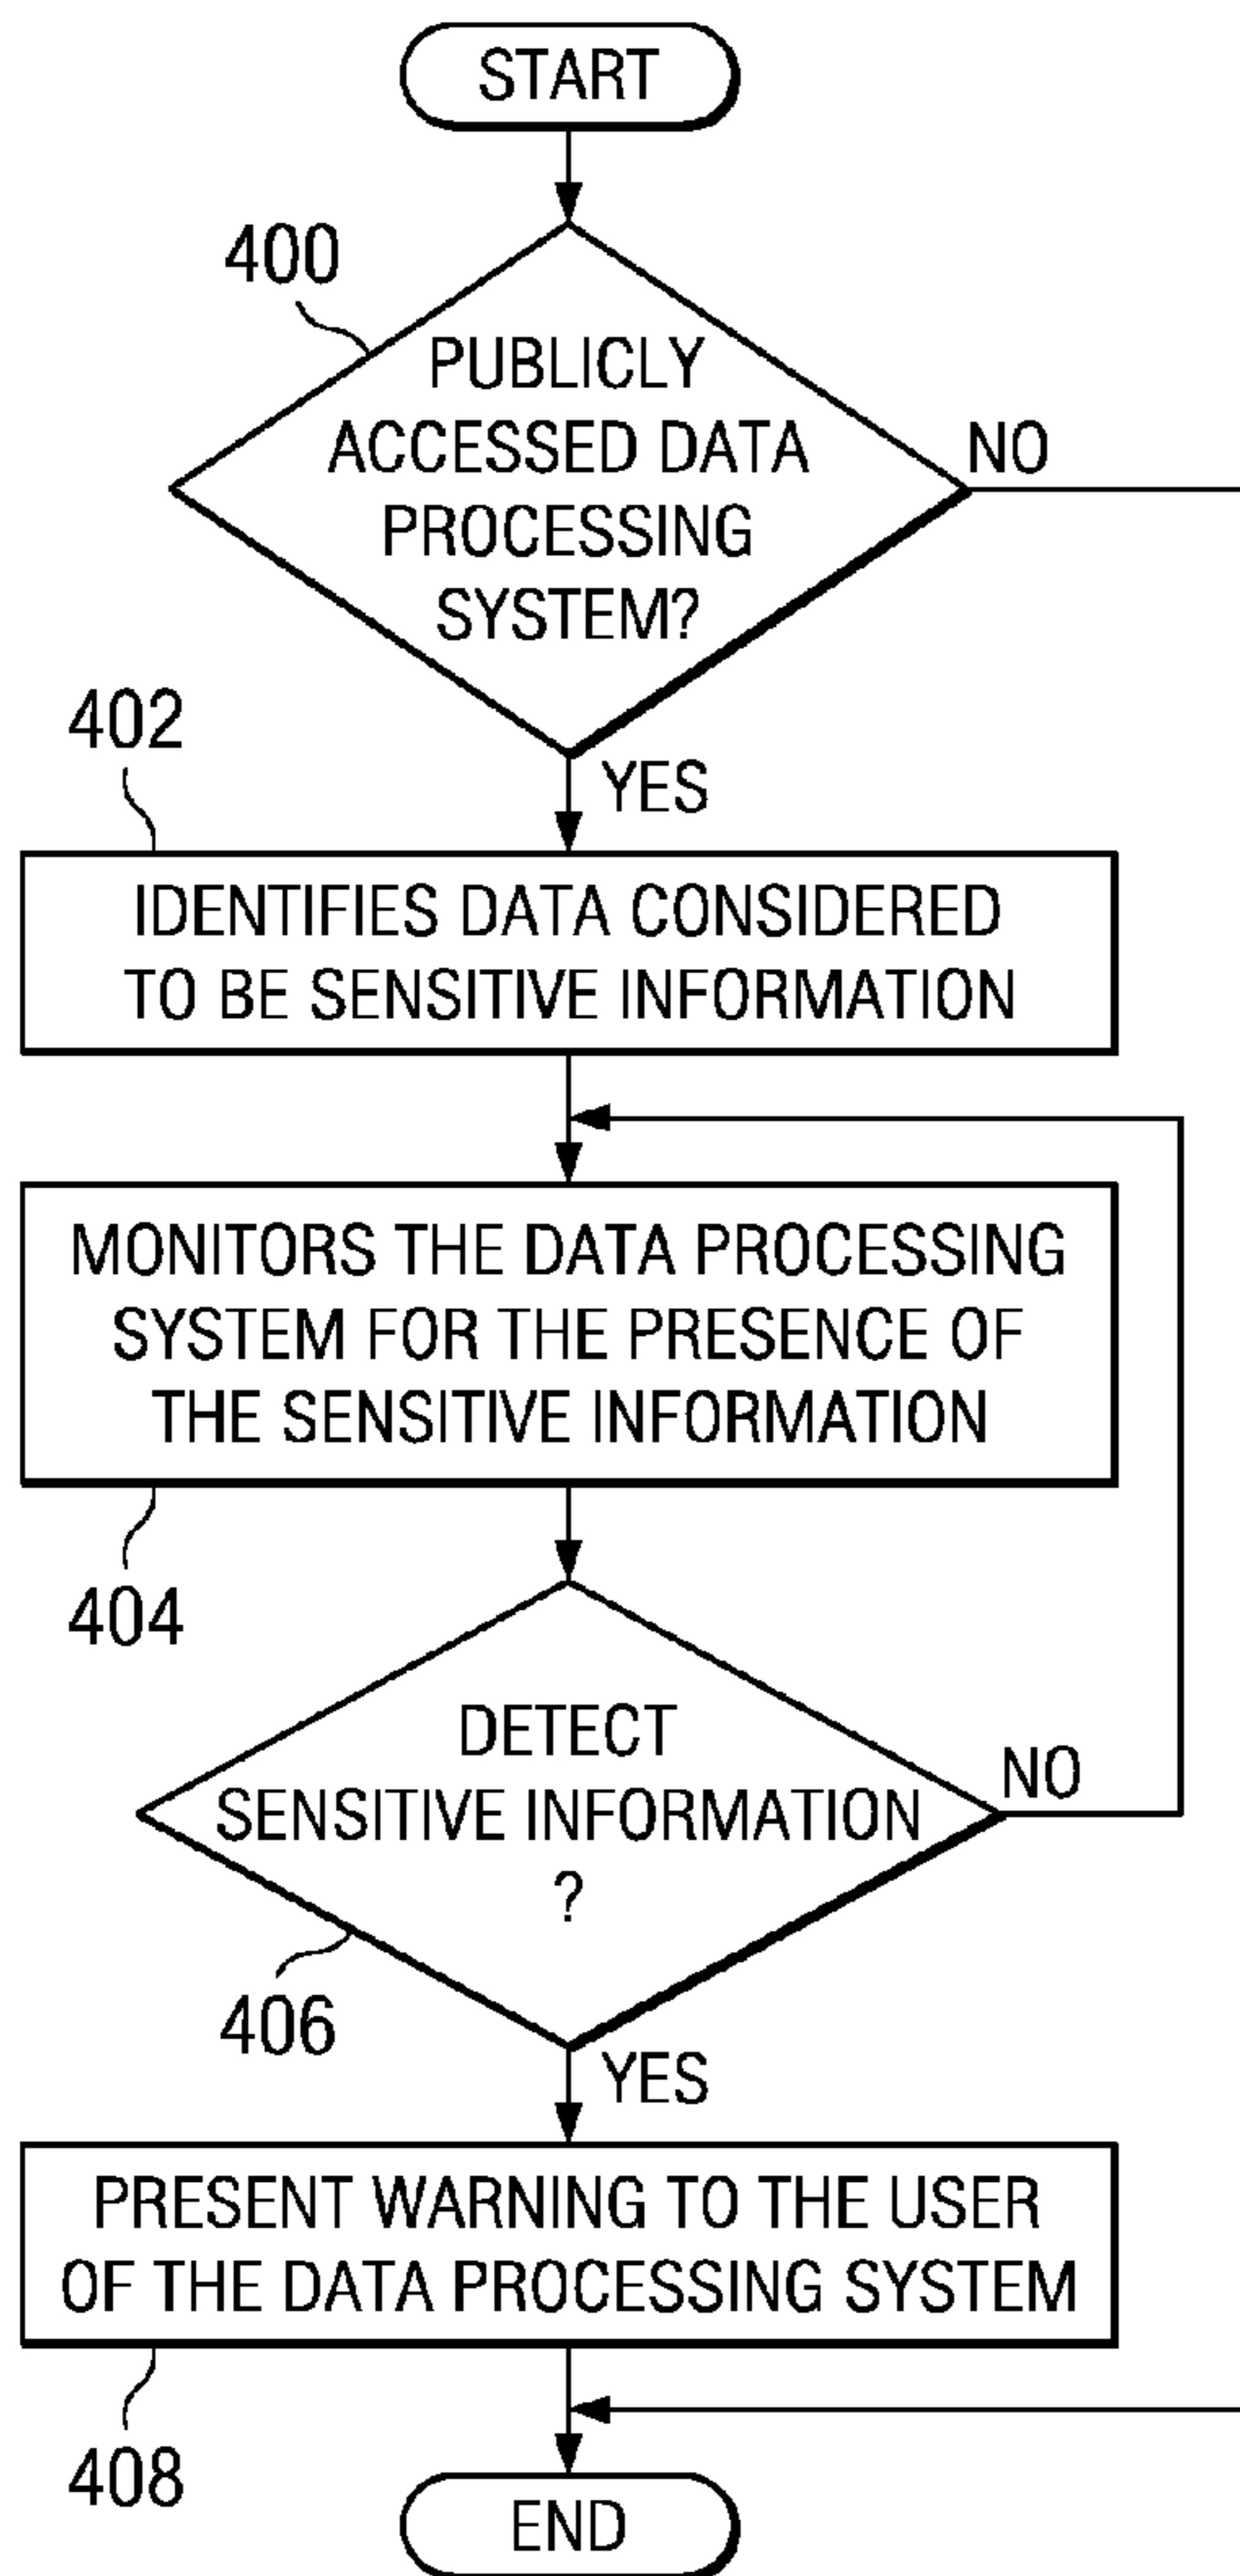 START
400
PUBLICLY
ACCESSED DATA
PROCESSING
SYSTEM?
NO
YES
402
IDENTIFIES DATA CONSIDERED
TO BE SENSITIVE INFORMATION
MONITORS THE DATA PROCESSING
SYSTEM FOR THE PRESENCE OF
THE SENSITIVE INFORMATION
404
DETECT
SENSITIVE INFORMATION
?
NO
406
YES
PRESENT WARNING TO THE USER
OF THE DATA PROCESSING SYSTEM
408
END